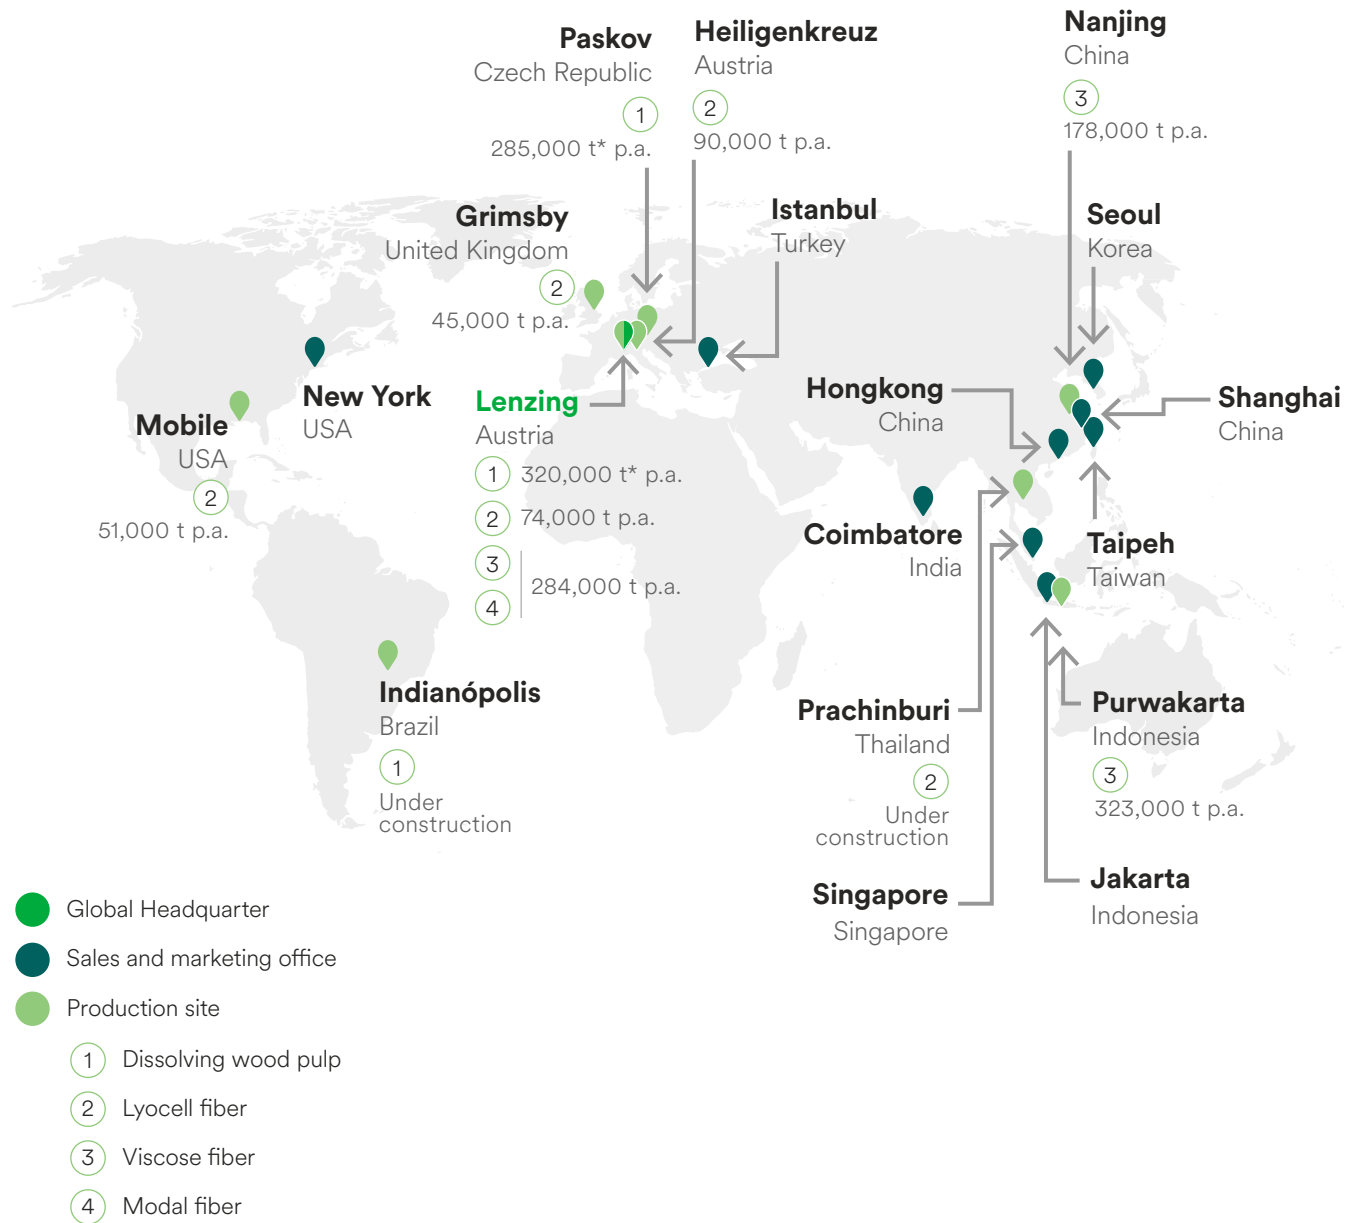 Paskov
Czech Republic
1
285,000 t* p.a.
Heiligenkreuz
Austria
2
90,000 t p.a.
Nanjing
China
3
178,000 t p.a.
Grimsby
United Kingdom
2
45,000 t p.a.
Istanbul
Turkey
Seoul
Korea
New York
USA
Mobile
USA
2
51,000 t p.a.
Lenzing
Austria
1 320,000 t* p.a.
2 74,000 t p.a.
3
284,000 t p.a.
4
Hongkong
China
Shanghai
China
Coimbatore
India
Taipeh
Taiwan
Indianópolis
Brazil
1
Under
construction
Prachinburi
Thailand
2
Under
construction
Purwakarta
Indonesia
3
323,000 t p.a.
Singapore
Singapore
Jakarta
Indonesia
Global Headquarter
Sales and marketing office
Production site
1 Dissolving wood pulp
2 Lyocell fiber
3 Viscose fiber
4 Modal fiber